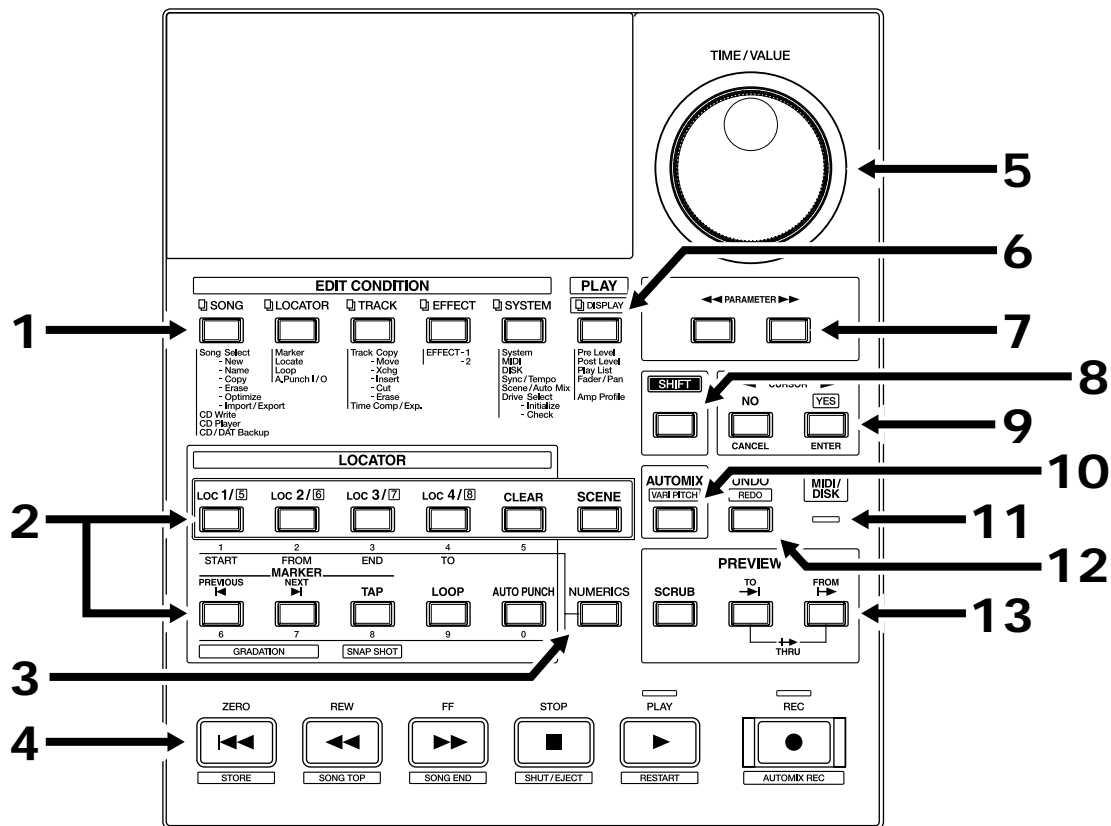 TIME/VALUE
5
6
EDIT CONDITION
PLAY
SONG
LOCATOR
TRACK
EFFECT
SYSTEM
DISPLAY
◄◄ PARAMETER ►►
1
7
Song Select
- New
- Name
- Copy
- Erase
- Optimize
- Import/Export
CD Write
CD Player
CD/DAT Backup
Marker
Locate
Loop
A.Punch I/O
Track Copy
- Move
- Xchg
- Insert
- Cut
- Erase
Time Comp/Exp.
EFFECT-1
-2
System
MIDI
DISK
Sync/Tempo
Scene/Auto Mix
Drive Select
- Initialize
- Check
Pre Level
Post Level
Play List
Fader/Pan
Amp Profile
8
SHIFT
CURSOR
NO
YES
CANCEL
ENTER
9
LOCATOR
10
LOC 1/5
LOC 2/6
LOC 3/7
LOC 4/8
CLEAR
SCENE
AUTOMIX
VARI PITCH
UNDO
REDO
MIDI/
DISK
2
11
1
2
3
4
5
START
FROM
END
TO
12
MARKER
PREVIOUS
NEXT
TAP
LOOP
AUTO PUNCH
NUMERICS
PREVIEW
SCRUB
TO
FROM
13
6
7
8
9
0
THRU
GRADATION
SNAP SHOT
3
ZERO
REW
FF
STOP
PLAY
REC
4
STORE
SONG TOP
SONG END
SHUT/EJECT
RESTART
AUTOMIX REC